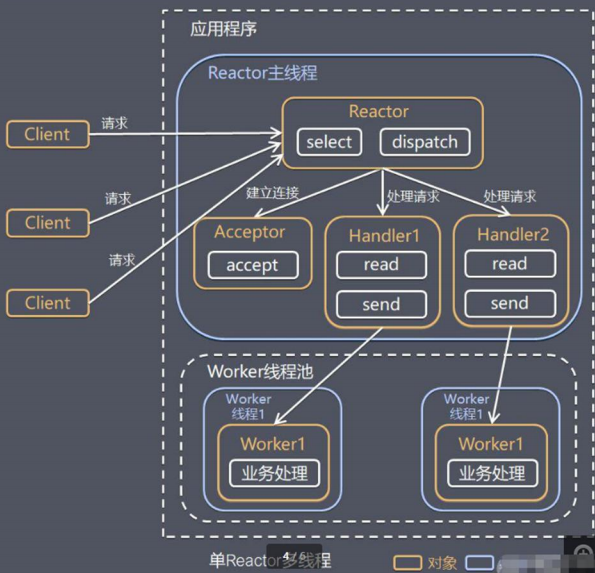 应用程序
Reactor主线程
Reactor
select
dispatch
Client
请求
Client
请求
Client
请求
建立连接
处理请求
处理请求
Acceptor
accept
Handler1
read
send
Handler2
read
send
Worker线程池
Worker
线程1
Worker1
业务处理
Worker
线程1
Worker1
业务处理
单Reactor多线程
对象